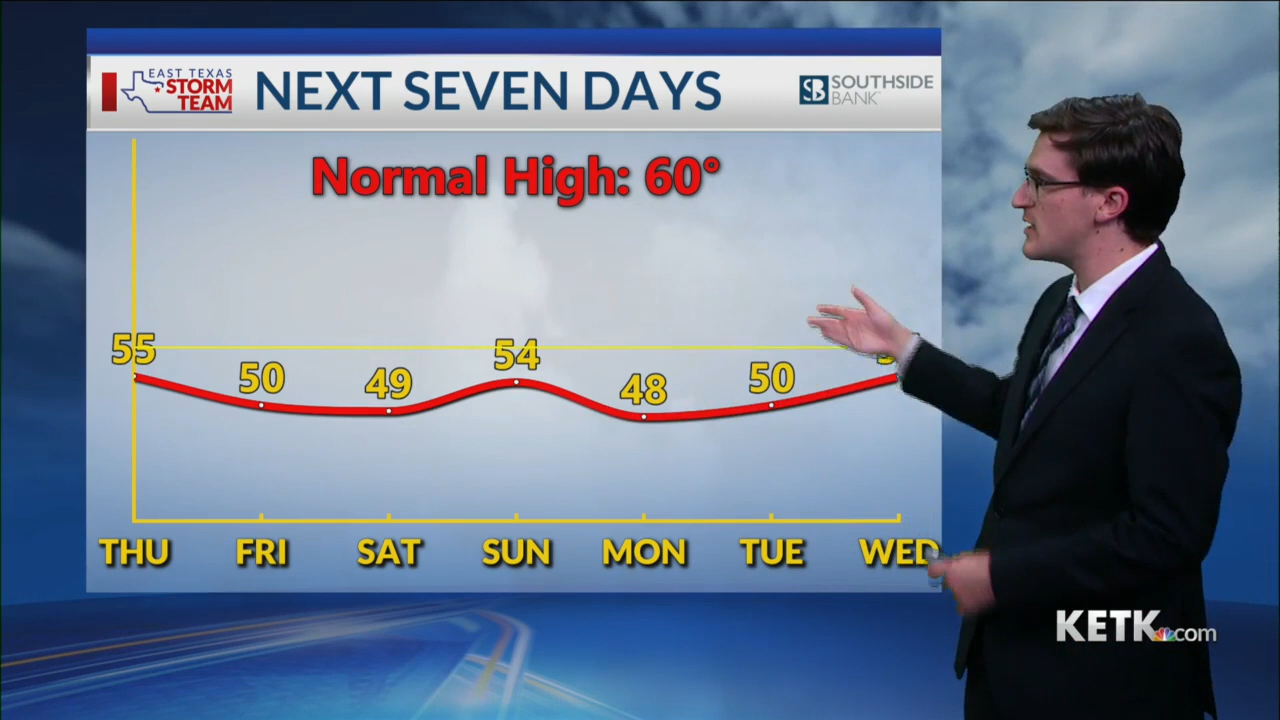 EAST TEXAS
STORM
TEAM
NEXT SEVEN DAYS
SB
SOUTHSIDE
BANK
Normal High: 60°
55 50 49 54 48 50
THU FRI SAT SUN MON TUE WED
KETK.com